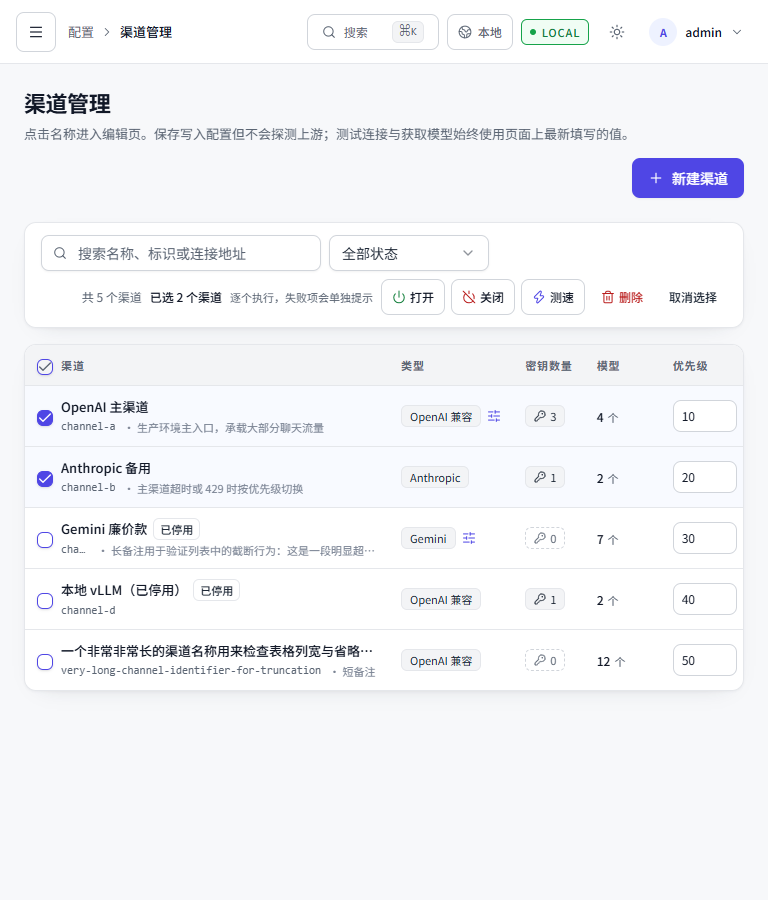 配置 > 渠道管理 搜索 ⌘K 本地 LOCAL A admin
渠道管理
点击名称进入编辑页。保存写入配置但不会探测上游；测试连接与获取模型始终使用页面上最新填写的值。
新建渠道
搜索名称、标识或连接地址 全部状态
共 5 个渠道 已选 2 个渠道 逐个执行，失败项会单独提示 打开 关闭 测速 删除 取消选择
渠道 类型 密钥数量 模型 优先级
OpenAI 主渠道 OpenAI 兼容 3 4 个 10
channel-a • 生产环境主入口，承载大部分聊天流量
Anthropic 备用 Anthropic 1 2 个 20
channel-b • 主渠道超时或 429 时按优先级切换
Gemini 廉价款 已停用 Gemini 0 7 个 30
cha… • 长备注用于验证列表中的截断行为：这是一段明显超…
本地 vLLM（已停用） 已停用 OpenAI 兼容 1 2 个 40
channel-d
一个非常非常长的渠道名称用来检查表格列宽与省略… OpenAI 兼容 0 12 个 50
very-long-channel-identifier-for-truncation • 短备注